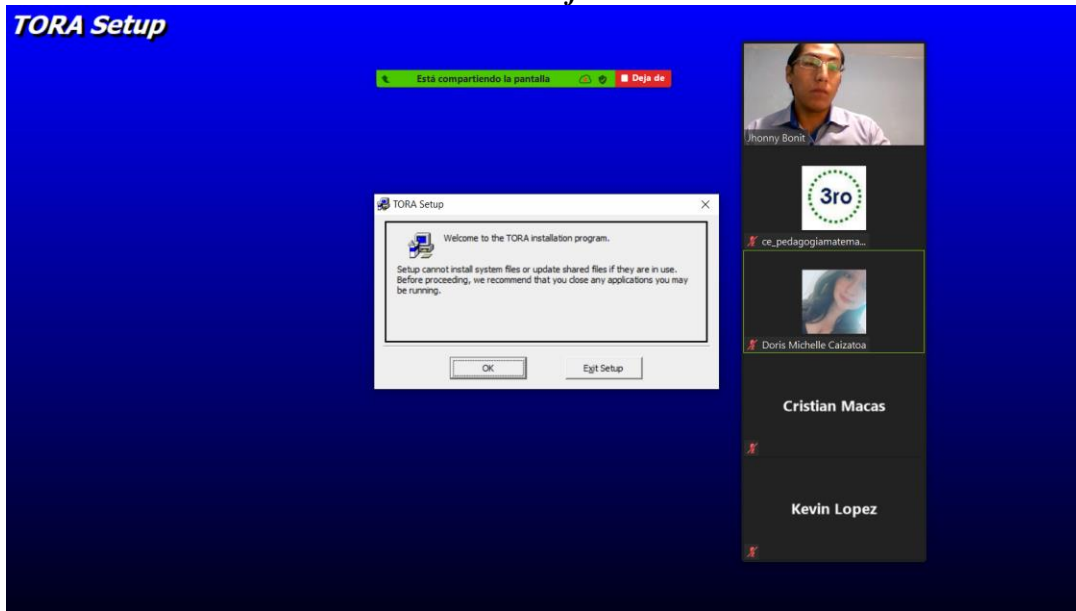 TORA Setup
Está compartiendo la pantalla
Deja de
Jhonny Bonit
3ro
ce_pedagogiamatema...
Doris Michelle Caizatoa
Cristian Macas
Kevin Lopez
TORA Setup
Welcome to the TORA installation program.
Setup cannot install system files or update shared files if they are in use.
Before proceeding, we recommend that you close any applications you may
be running.
OK
Exit Setup